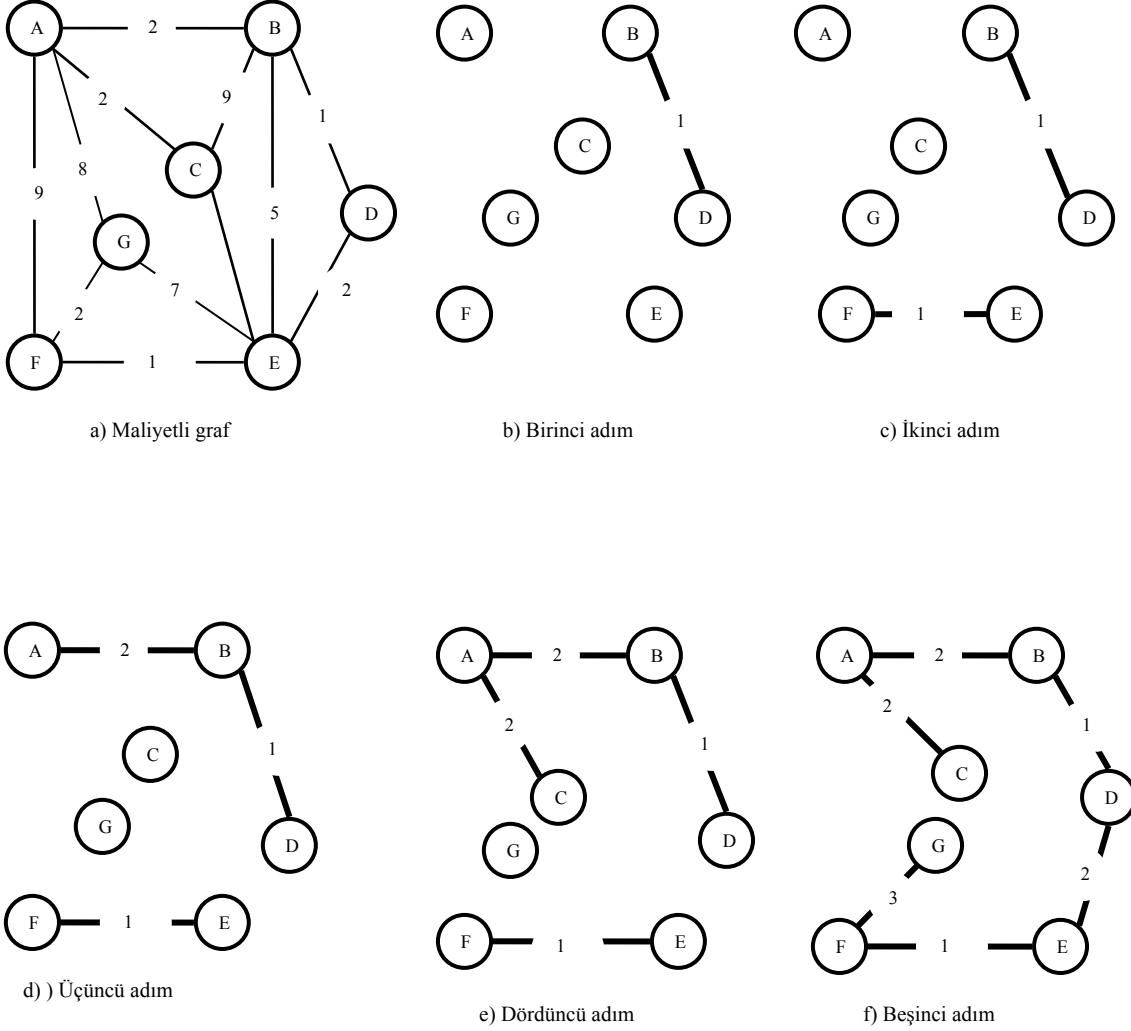 A 2 B
2 9 1
8 C
9 5 D
G
7 2
2
F 1 E
a) Maliyetli graf
A B
1
C
G D
F E
b) Birinci adım
A B
1
C
G D
F 1 E
c) İkinci adım
A 2 B
1
C
G
D
F 1 E
d) ) Üçüncü adım
A 2 B
2
1
C
G D
F 1 E
e) Dördüncü adım
A 2 B
2
1
C
D
G
2
3
F 1 E
f) Beşinci adım